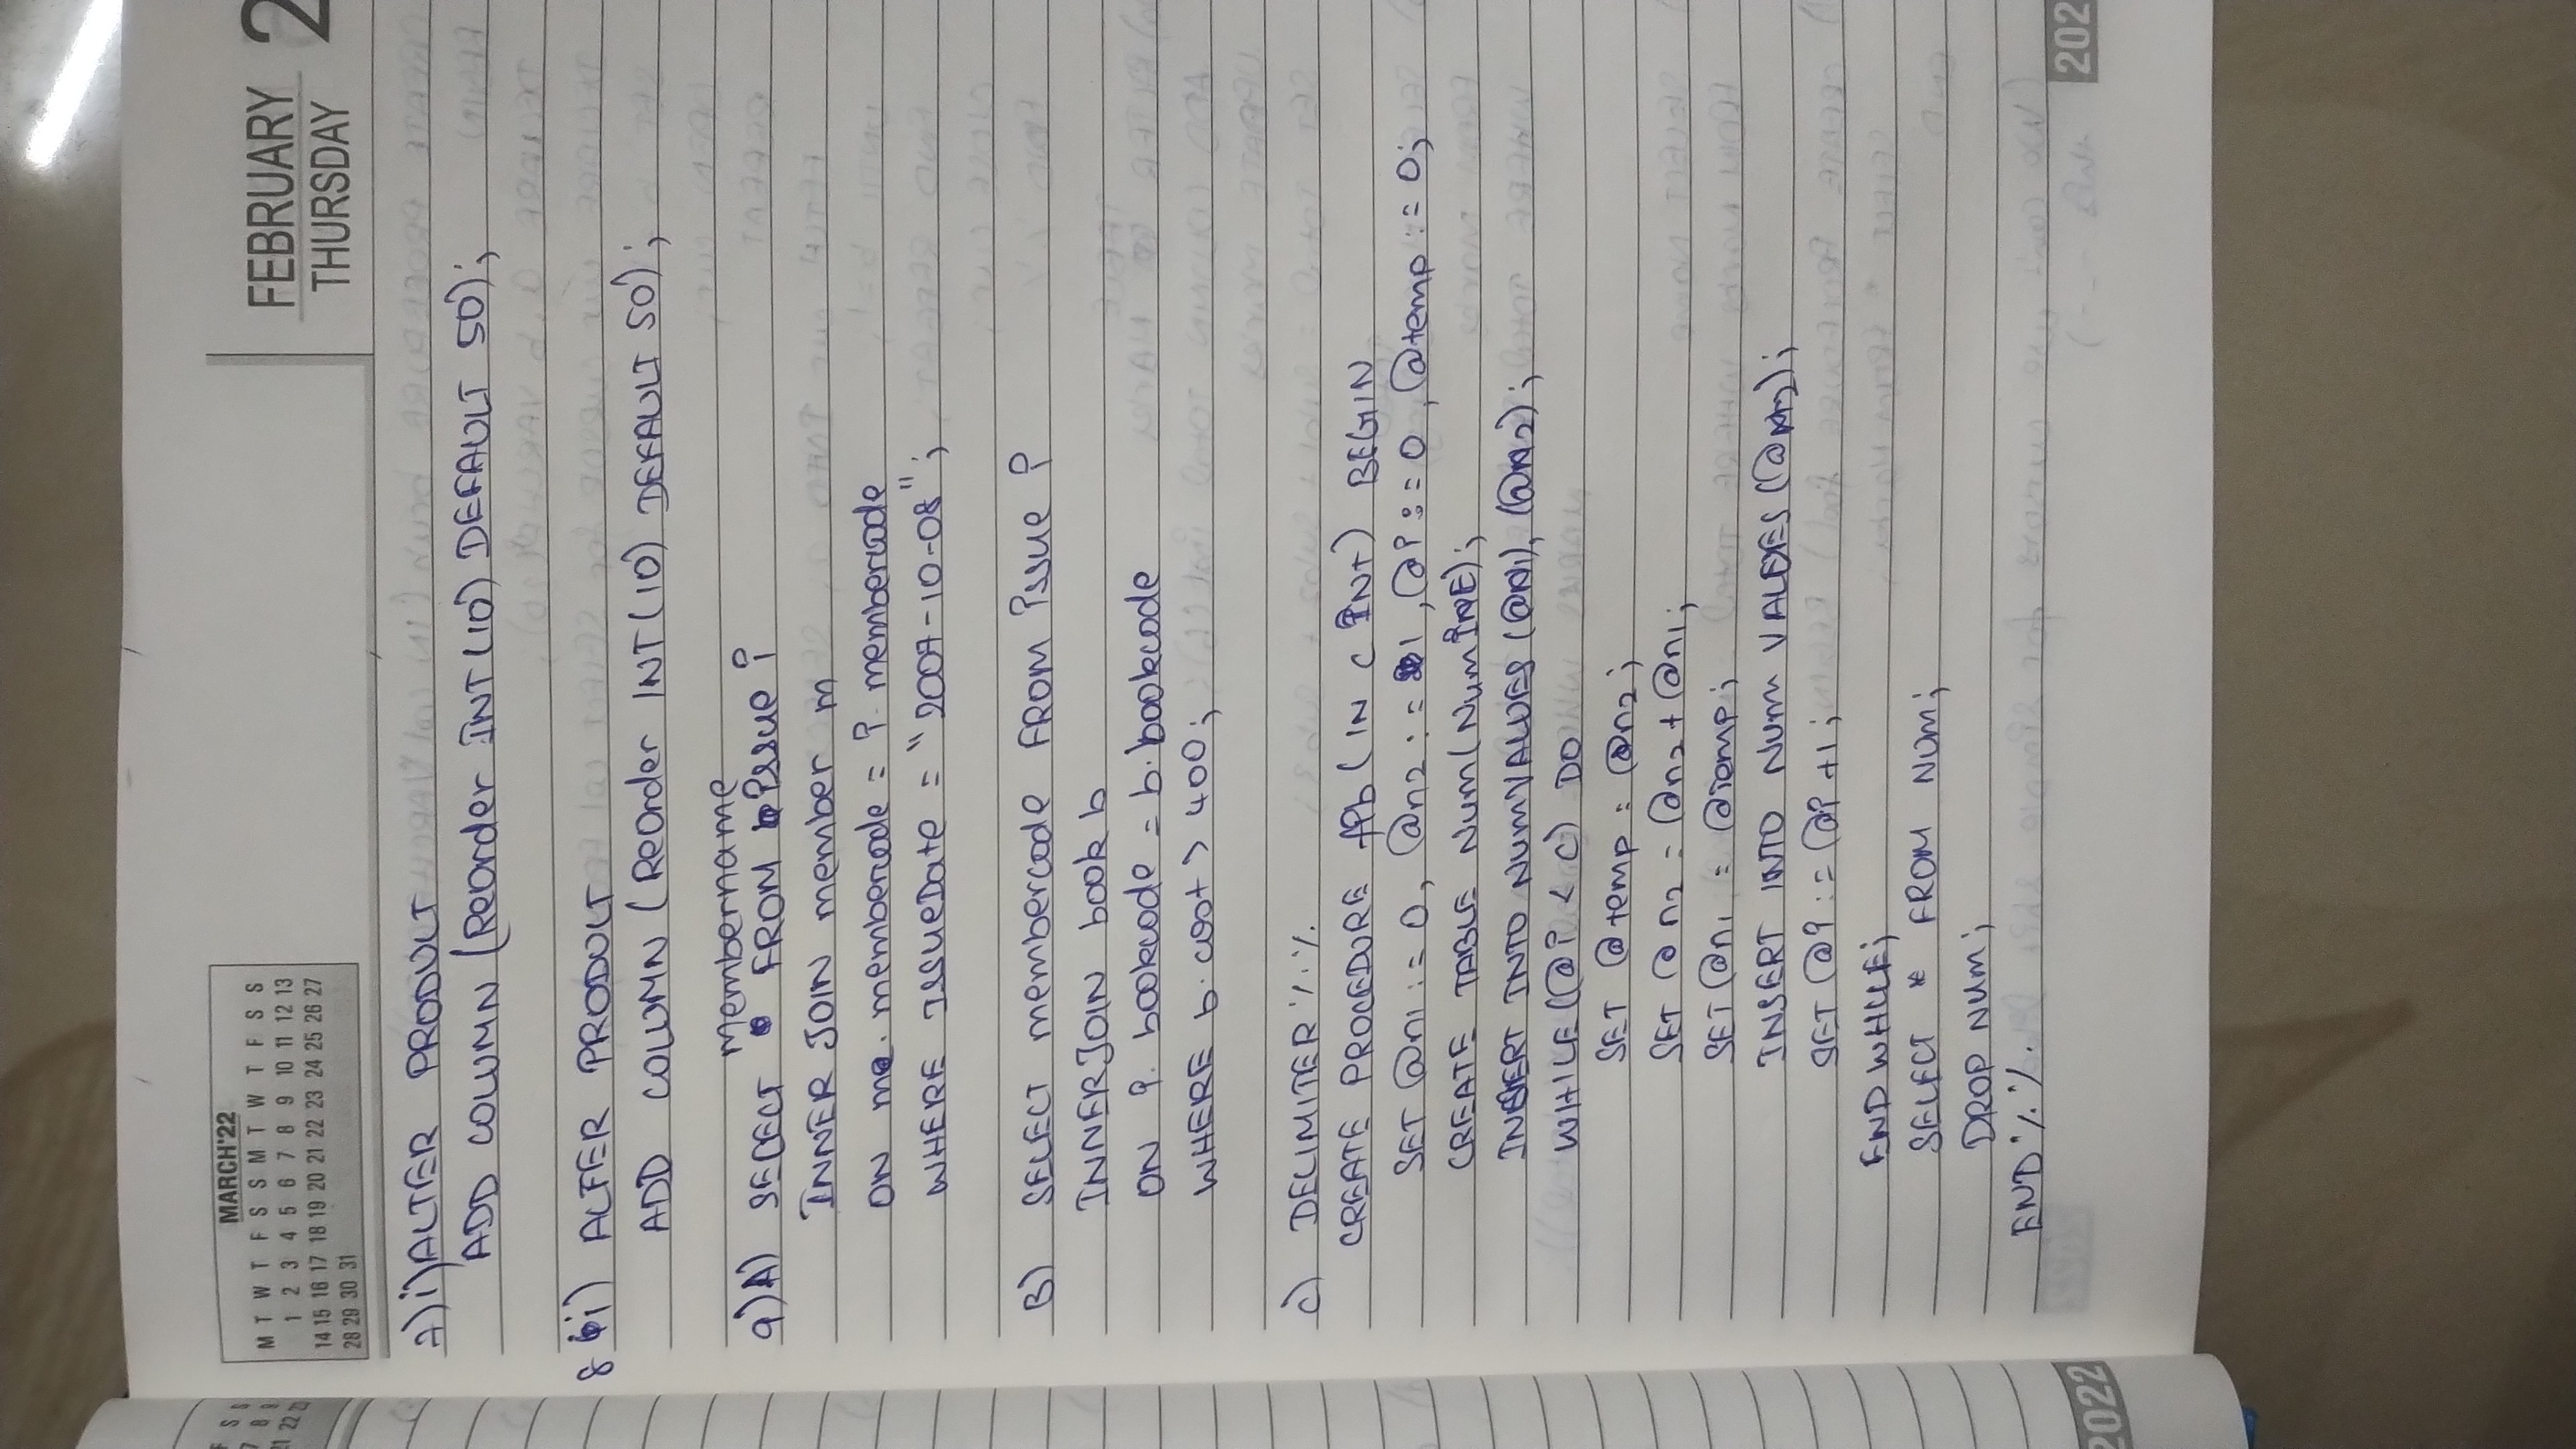 MARCH'22
M T W T F S S M T W T F S S
1 2 3 4 5 6 7 8 9 10 11 12 13
14 15 16 17 18 19 20 21 22 23 24 25 26 27
28 29 30 31
FEBRUARY 2
THURSDAY
7) i) ALTER PRODUCT
ADD COLUMN (Reorder INT(10) DEFAULT 50);
8 i) ALTER PRODUCT
ADD COLUMN (Reorder INT(10) DEFAULT 50);
membername
9) A) SELECT FROM issue i
INNER JOIN member m
ON m. membercode = i. membercode
WHERE IssueDate = "2007-10-08";
B) SELECT membercode FROM issue i
INNER JOIN book b
ON i. bookcode = b. bookcode
WHERE b. cost > 400;
C) DELIMITER %%
CREATE PROCEDURE fib (IN C INT) BEGIN
SET @n1 := 0, @n2 := 1, @i := 0, @temp := 0;
CREATE TABLE Num(Num INT);
INSERT INTO NUM VALUES (@n1), (@n2);
WHILE (@i < C) DO
SET @temp = @n2;
SET @n2 = @n2 + @n1;
SET @n1 = @temp;
INSERT INTO Num VALUES (@n2);
SET @i := @i +1;
END WHILE;
SELECT * FROM NUM;
DROP NUM;
END %%
2022
202